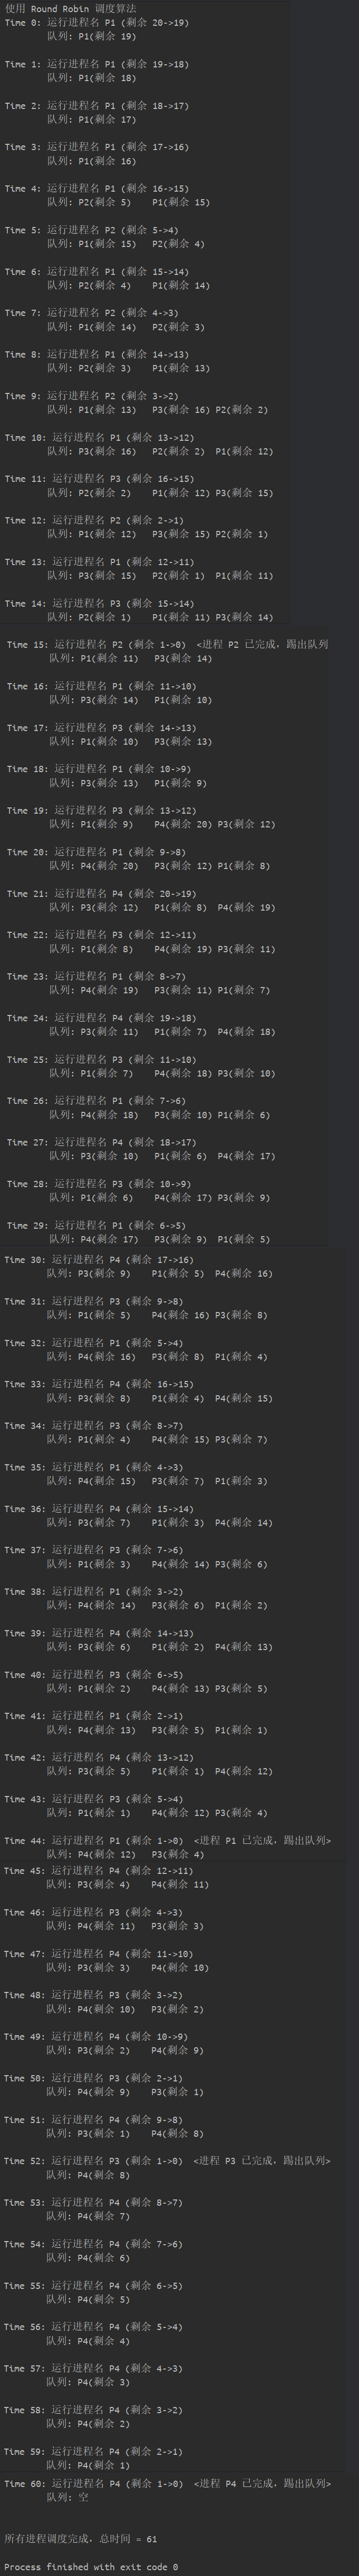 使用 Round Robin 调度算法
Time 0: 运行进程名 P1 (剩余 20->19)
队列: P1(剩余 19)
Time 1: 运行进程名 P1 (剩余 19->18)
队列: P1(剩余 18)
Time 2: 运行进程名 P1 (剩余 18->17)
队列: P1(剩余 17)
Time 3: 运行进程名 P1 (剩余 17->16)
队列: P1(剩余 16)
Time 4: 运行进程名 P1 (剩余 16->15)
队列: P2(剩余 5) P1(剩余 15)
Time 5: 运行进程名 P2 (剩余 5->4)
队列: P1(剩余 15) P2(剩余 4)
Time 6: 运行进程名 P1 (剩余 15->14)
队列: P2(剩余 4) P1(剩余 14)
Time 7: 运行进程名 P2 (剩余 4->3)
队列: P1(剩余 14) P2(剩余 3)
Time 8: 运行进程名 P1 (剩余 14->13)
队列: P2(剩余 3) P1(剩余 13)
Time 9: 运行进程名 P2 (剩余 3->2)
队列: P1(剩余 13) P3(剩余 16) P2(剩余 2)
Time 10: 运行进程名 P1 (剩余 13->12)
队列: P3(剩余 16) P2(剩余 2) P1(剩余 12)
Time 11: 运行进程名 P3 (剩余 16->15)
队列: P2(剩余 2) P1(剩余 12) P3(剩余 15)
Time 12: 运行进程名 P2 (剩余 2->1)
队列: P1(剩余 12) P3(剩余 15) P2(剩余 1)
Time 13: 运行进程名 P1 (剩余 12->11)
队列: P3(剩余 15) P2(剩余 1) P1(剩余 11)
Time 14: 运行进程名 P3 (剩余 15->14)
队列: P2(剩余 1) P1(剩余 11) P3(剩余 14)
Time 15: 运行进程名 P2 (剩余 1->0) <进程 P2 已完成，踢出队列
队列: P1(剩余 11) P3(剩余 14)
Time 16: 运行进程名 P1 (剩余 11->10)
队列: P3(剩余 14) P1(剩余 10)
Time 17: 运行进程名 P3 (剩余 14->13)
队列: P1(剩余 10) P3(剩余 13)
Time 18: 运行进程名 P1 (剩余 10->9)
队列: P3(剩余 13) P1(剩余 9)
Time 19: 运行进程名 P3 (剩余 13->12)
队列: P1(剩余 9) P4(剩余 20) P3(剩余 12)
Time 20: 运行进程名 P1 (剩余 9->8)
队列: P4(剩余 20) P3(剩余 12) P1(剩余 8)
Time 21: 运行进程名 P4 (剩余 20->19)
队列: P3(剩余 12) P1(剩余 8) P4(剩余 19)
Time 22: 运行进程名 P3 (剩余 12->11)
队列: P1(剩余 8) P4(剩余 19) P3(剩余 11)
Time 23: 运行进程名 P1 (剩余 8->7)
队列: P4(剩余 19) P3(剩余 11) P1(剩余 7)
Time 24: 运行进程名 P4 (剩余 19->18)
队列: P3(剩余 11) P1(剩余 7) P4(剩余 18)
Time 25: 运行进程名 P3 (剩余 11->10)
队列: P1(剩余 7) P4(剩余 18) P3(剩余 10)
Time 26: 运行进程名 P1 (剩余 7->6)
队列: P4(剩余 18) P3(剩余 10) P1(剩余 6)
Time 27: 运行进程名 P4 (剩余 18->17)
队列: P3(剩余 10) P1(剩余 6) P4(剩余 17)
Time 28: 运行进程名 P3 (剩余 10->9)
队列: P1(剩余 6) P4(剩余 17) P3(剩余 9)
Time 29: 运行进程名 P1 (剩余 6->5)
队列: P4(剩余 17) P3(剩余 9) P1(剩余 5)
Time 30: 运行进程名 P4 (剩余 17->16)
队列: P3(剩余 9) P1(剩余 5) P4(剩余 16)
Time 31: 运行进程名 P3 (剩余 9->8)
队列: P1(剩余 5) P4(剩余 16) P3(剩余 8)
Time 32: 运行进程名 P1 (剩余 5->4)
队列: P4(剩余 16) P3(剩余 8) P1(剩余 4)
Time 33: 运行进程名 P4 (剩余 16->15)
队列: P3(剩余 8) P1(剩余 4) P4(剩余 15)
Time 34: 运行进程名 P3 (剩余 8->7)
队列: P1(剩余 4) P4(剩余 15) P3(剩余 7)
Time 35: 运行进程名 P1 (剩余 4->3)
队列: P4(剩余 15) P3(剩余 7) P1(剩余 3)
Time 36: 运行进程名 P4 (剩余 15->14)
队列: P3(剩余 7) P1(剩余 3) P4(剩余 14)
Time 37: 运行进程名 P3 (剩余 7->6)
队列: P1(剩余 3) P4(剩余 14) P3(剩余 6)
Time 38: 运行进程名 P1 (剩余 3->2)
队列: P4(剩余 14) P3(剩余 6) P1(剩余 2)
Time 39: 运行进程名 P4 (剩余 14->13)
队列: P3(剩余 6) P1(剩余 2) P4(剩余 13)
Time 40: 运行进程名 P3 (剩余 6->5)
队列: P1(剩余 2) P4(剩余 13) P3(剩余 5)
Time 41: 运行进程名 P1 (剩余 2->1)
队列: P4(剩余 13) P3(剩余 5) P1(剩余 1)
Time 42: 运行进程名 P4 (剩余 13->12)
队列: P3(剩余 5) P1(剩余 1) P4(剩余 12)
Time 43: 运行进程名 P3 (剩余 5->4)
队列: P1(剩余 1) P4(剩余 12) P3(剩余 4)
Time 44: 运行进程名 P1 (剩余 1->0) <进程 P1 已完成，踢出队列>
队列: P4(剩余 12) P3(剩余 4)
Time 45: 运行进程名 P4 (剩余 12->11)
队列: P3(剩余 4) P4(剩余 11)
Time 46: 运行进程名 P3 (剩余 4->3)
队列: P4(剩余 11) P3(剩余 3)
Time 47: 运行进程名 P4 (剩余 11->10)
队列: P3(剩余 3) P4(剩余 10)
Time 48: 运行进程名 P3 (剩余 3->2)
队列: P4(剩余 10) P3(剩余 2)
Time 49: 运行进程名 P4 (剩余 10->9)
队列: P3(剩余 2) P4(剩余 9)
Time 50: 运行进程名 P3 (剩余 2->1)
队列: P4(剩余 9) P3(剩余 1)
Time 51: 运行进程名 P4 (剩余 9->8)
队列: P3(剩余 1) P4(剩余 8)
Time 52: 运行进程名 P3 (剩余 1->0) <进程 P3 已完成，踢出队列>
队列: P4(剩余 8)
Time 53: 运行进程名 P4 (剩余 8->7)
队列: P4(剩余 7)
Time 54: 运行进程名 P4 (剩余 7->6)
队列: P4(剩余 6)
Time 55: 运行进程名 P4 (剩余 6->5)
队列: P4(剩余 5)
Time 56: 运行进程名 P4 (剩余 5->4)
队列: P4(剩余 4)
Time 57: 运行进程名 P4 (剩余 4->3)
队列: P4(剩余 3)
Time 58: 运行进程名 P4 (剩余 3->2)
队列: P4(剩余 2)
Time 59: 运行进程名 P4 (剩余 2->1)
队列: P4(剩余 1)
Time 60: 运行进程名 P4 (剩余 1->0) <进程 P4 已完成，踢出队列>
队列: 空
所有进程调度完成，总时间 = 61
Process finished with exit code 0